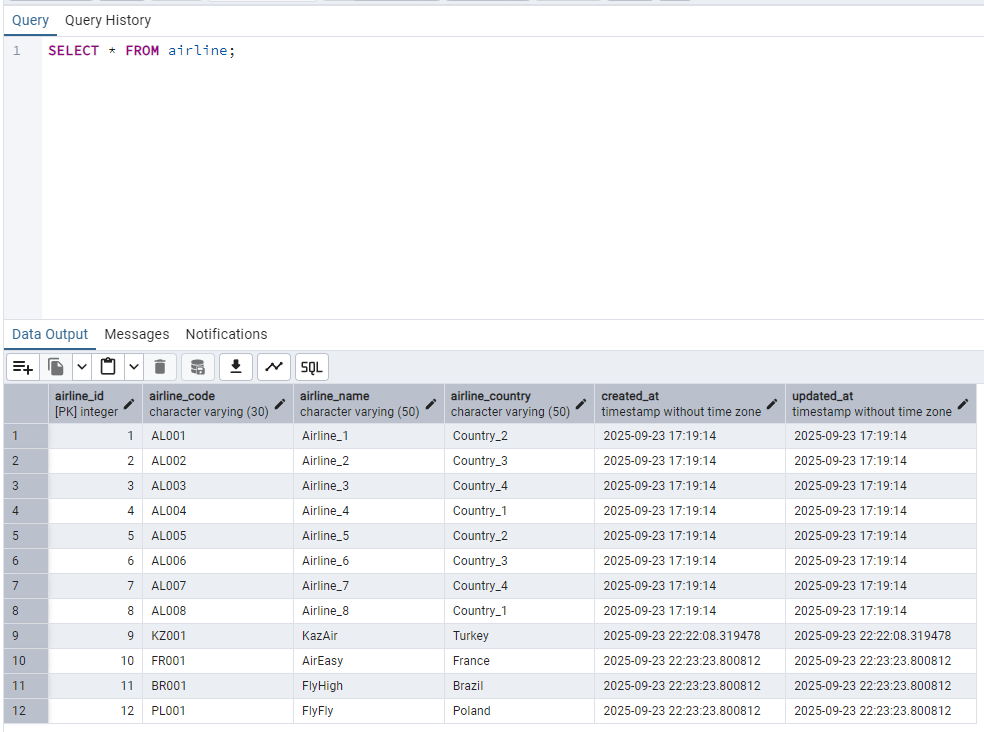 Query Query History
1 SELECT * FROM airline;
Data Output Messages Notifications
SQL
airline_id airline_code airline_name airline_country created_at updated_at
[PK] integer character varying (30) character varying (50) character varying (50) timestamp without time zone timestamp without time zone
1 1 AL001 Airline_1 Country_2 2025-09-23 17:19:14 2025-09-23 17:19:14
2 2 AL002 Airline_2 Country_3 2025-09-23 17:19:14 2025-09-23 17:19:14
3 3 AL003 Airline_3 Country_4 2025-09-23 17:19:14 2025-09-23 17:19:14
4 4 AL004 Airline_4 Country_1 2025-09-23 17:19:14 2025-09-23 17:19:14
5 5 AL005 Airline_5 Country_2 2025-09-23 17:19:14 2025-09-23 17:19:14
6 6 AL006 Airline_6 Country_3 2025-09-23 17:19:14 2025-09-23 17:19:14
7 7 AL007 Airline_7 Country_4 2025-09-23 17:19:14 2025-09-23 17:19:14
8 8 AL008 Airline_8 Country_1 2025-09-23 17:19:14 2025-09-23 17:19:14
9 9 KZ001 KazAir Turkey 2025-09-23 22:22:08.319478 2025-09-23 22:22:08.319478
10 10 FR001 AirEasy France 2025-09-23 22:23:23.800812 2025-09-23 22:23:23.800812
11 11 BR001 FlyHigh Brazil 2025-09-23 22:23:23.800812 2025-09-23 22:23:23.800812
12 12 PL001 FlyFly Poland 2025-09-23 22:23:23.800812 2025-09-23 22:23:23.800812